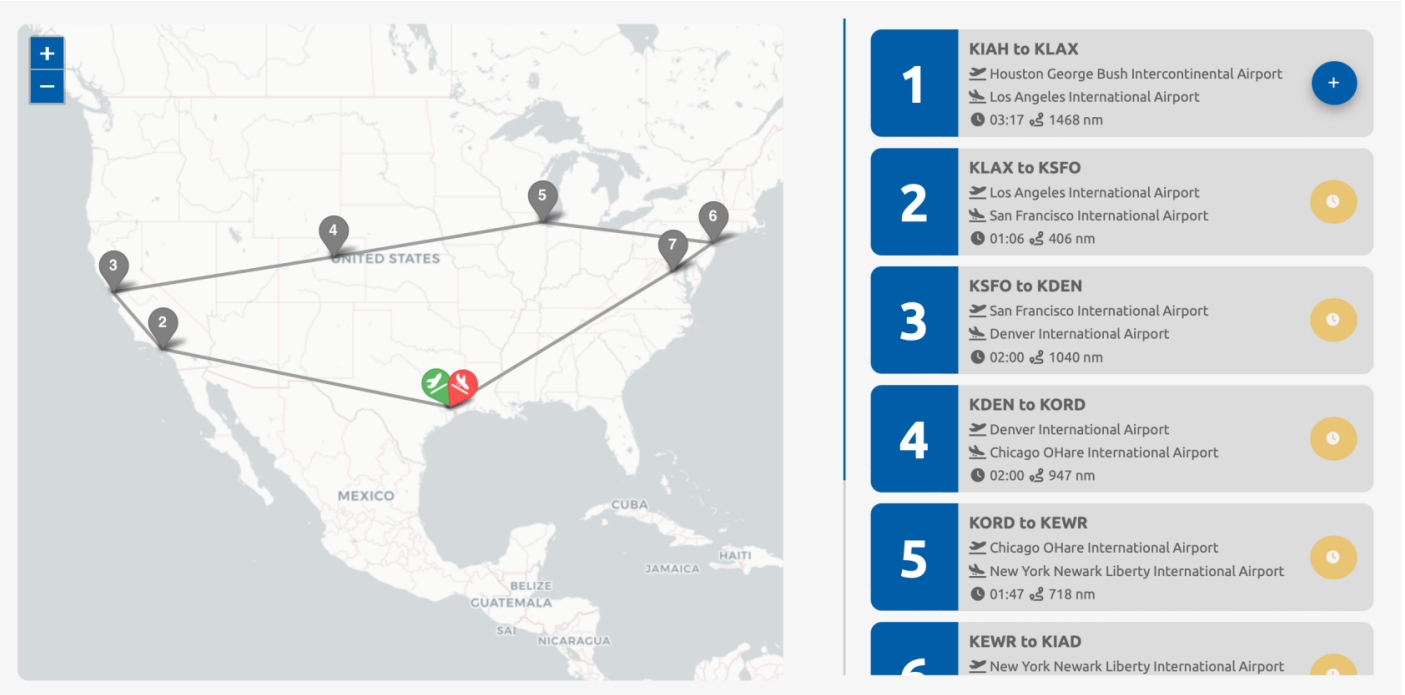 +
−
5
6
4
7
UNITED STATES
3
2
MEXICO
CUBA
HAITI
JAMAICA
BELIZE
GUATEMALA
SAL
NICARAGUA
1
KIAH to KLAX
Houston George Bush Intercontinental Airport
Los Angeles International Airport
03:17 1468 nm
+
2
KLAX to KSFO
Los Angeles International Airport
San Francisco International Airport
01:06 406 nm
3
KSFO to KDEN
San Francisco International Airport
Denver International Airport
02:00 1040 nm
4
KDEN to KORD
Denver International Airport
Chicago OHare International Airport
02:00 947 nm
5
KORD to KEWR
Chicago OHare International Airport
New York Newark Liberty International Airport
01:47 718 nm
6
KEWR to KIAD
New York Newark Liberty International Airport